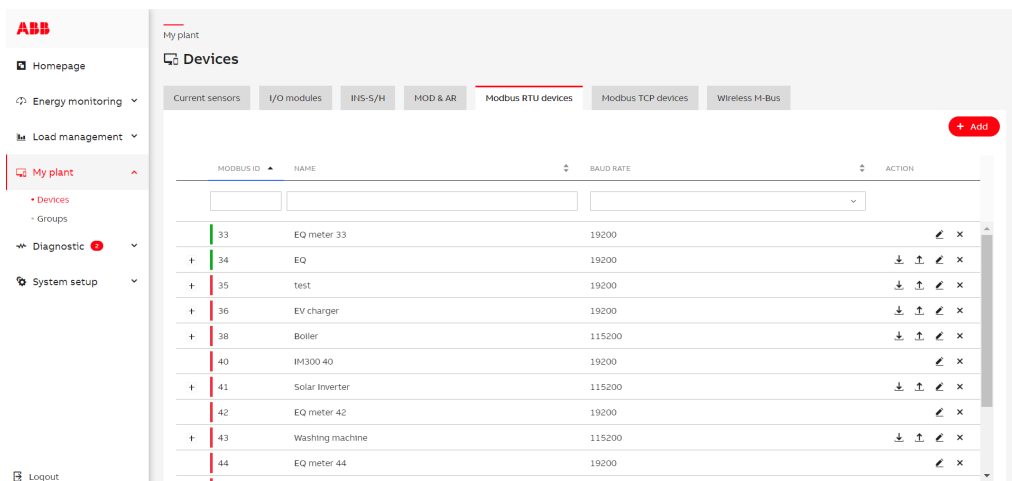 ABB
Homepage
Energy monitoring
Load management
My plant
Devices
Groups
Diagnostic 2
System setup
Logout
My plant
Devices
Current sensors I/O modules INS-S/H MOD & AR Modbus RTU devices Modbus TCP devices Wireless M-Bus
+ Add
MODBUS ID NAME BAUD RATE ACTION
33 EQ meter 33 19200
+ 34 EQ 19200
+ 35 test 19200
+ 36 EV charger 19200
+ 38 Boiler 115200
40 IM300 40 19200
+ 41 Solar Inverter 115200
42 EQ meter 42 19200
+ 43 Washing machine 115200
44 EQ meter 44 19200